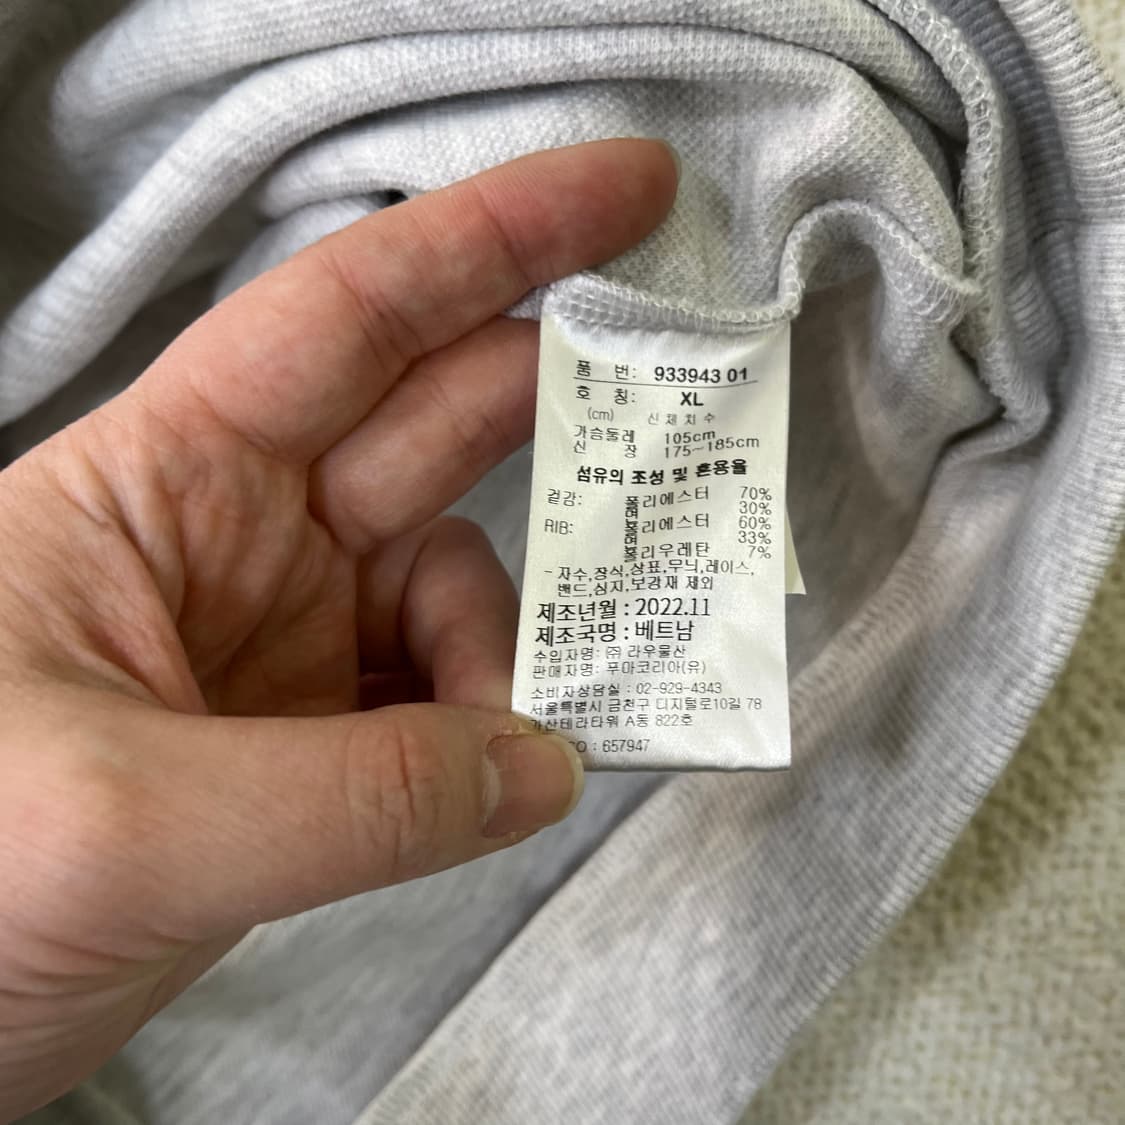 품 번: 933943 01
호 칭: XL
(cm) 신체치수
가슴둘레 105cm
신 장 175~185cm
섬유의 조성 및 혼용율
겉감: 폴리에스터 70%
면 30%
RIB: 폴리에스터 60%
면 33%
폴리우레탄 7%
- 자수,장식,상표,무늬,레이스,
밴드,심지,보강재 제외
제조년월 : 2022.11
제조국명 : 베트남
수입자명: ㈜ 라우물산
판매자명: 푸마코리아(유)
소비자상담실 : 02-929-4343
서울특별시 금천구 디지털로10길 78
가산테라타워 A동 822호
O : 657947